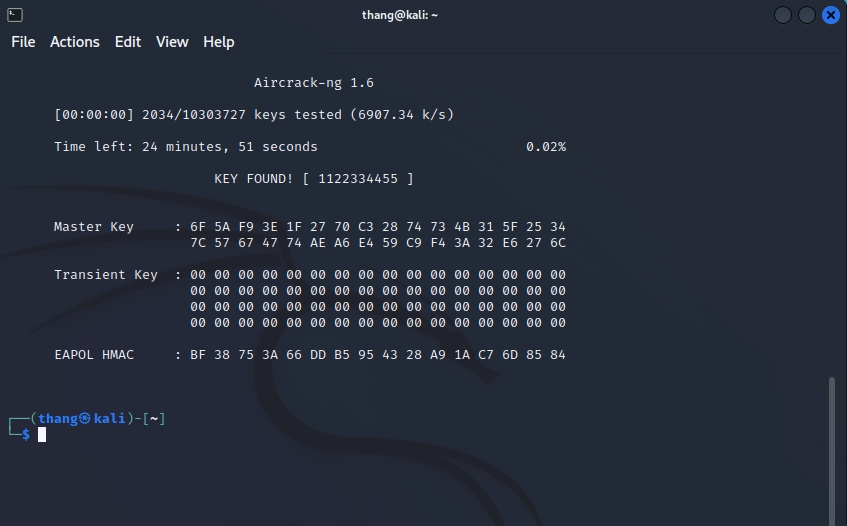 thang@kali: ~
File Actions Edit View Help
Aircrack-ng 1.6
[00:00:00] 2034/10303727 keys tested (6907.34 k/s)
Time left: 24 minutes, 51 seconds 0.02%
KEY FOUND! [ 1122334455 ]
Master Key : 6F 5A F9 3E 1F 27 70 C3 28 74 73 4B 31 5F 25 34
7C 57 67 47 74 AE A6 E4 59 C9 F4 3A 32 E6 27 6C
Transient Key : 00 00 00 00 00 00 00 00 00 00 00 00 00 00 00 00
00 00 00 00 00 00 00 00 00 00 00 00 00 00 00 00
00 00 00 00 00 00 00 00 00 00 00 00 00 00 00 00
00 00 00 00 00 00 00 00 00 00 00 00 00 00 00 00
EAPOL HMAC : BF 38 75 3A 66 DD B5 95 43 28 A9 1A C7 6D 85 84
┌──(thang㉿kali)-[~]
└─$